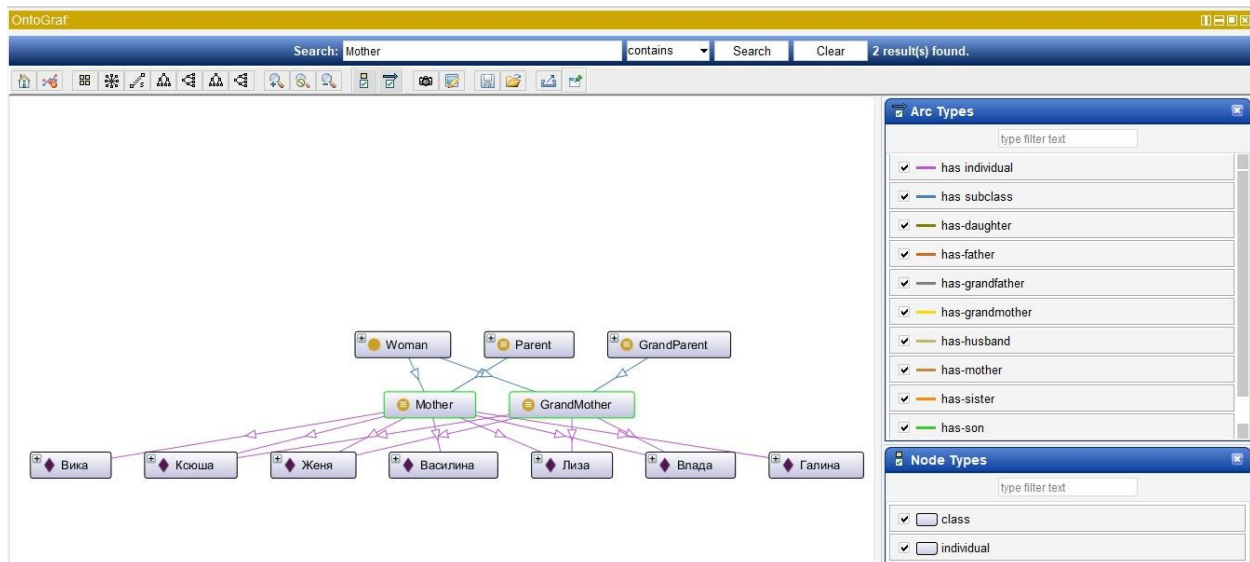 OntoGraf:
Search: Mother contains Search Clear 2 result(s) found.
Arc Types
type filter text
has individual
has subclass
has-daughter
has-father
has-grandfather
has-grandmother
has-husband
has-mother
has-sister
has-son
Woman Parent GrandParent
Mother GrandMother
Вика Ксюша Женя Василина Лиза Влада Галина
Node Types
type filter text
class
individual